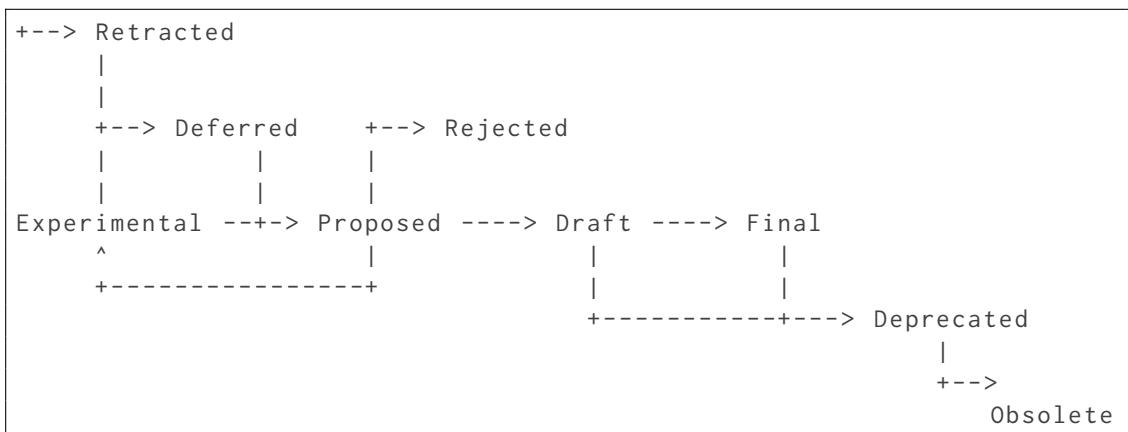 +--> Retracted
|
|
+--> Deferred +--> Rejected
| | |
| | |
Experimental --+-> Proposed ----> Draft ----> Final
^ | | |
+----------------+ | |
+-----------+---> Deprecated
|
+-->
Obsolete